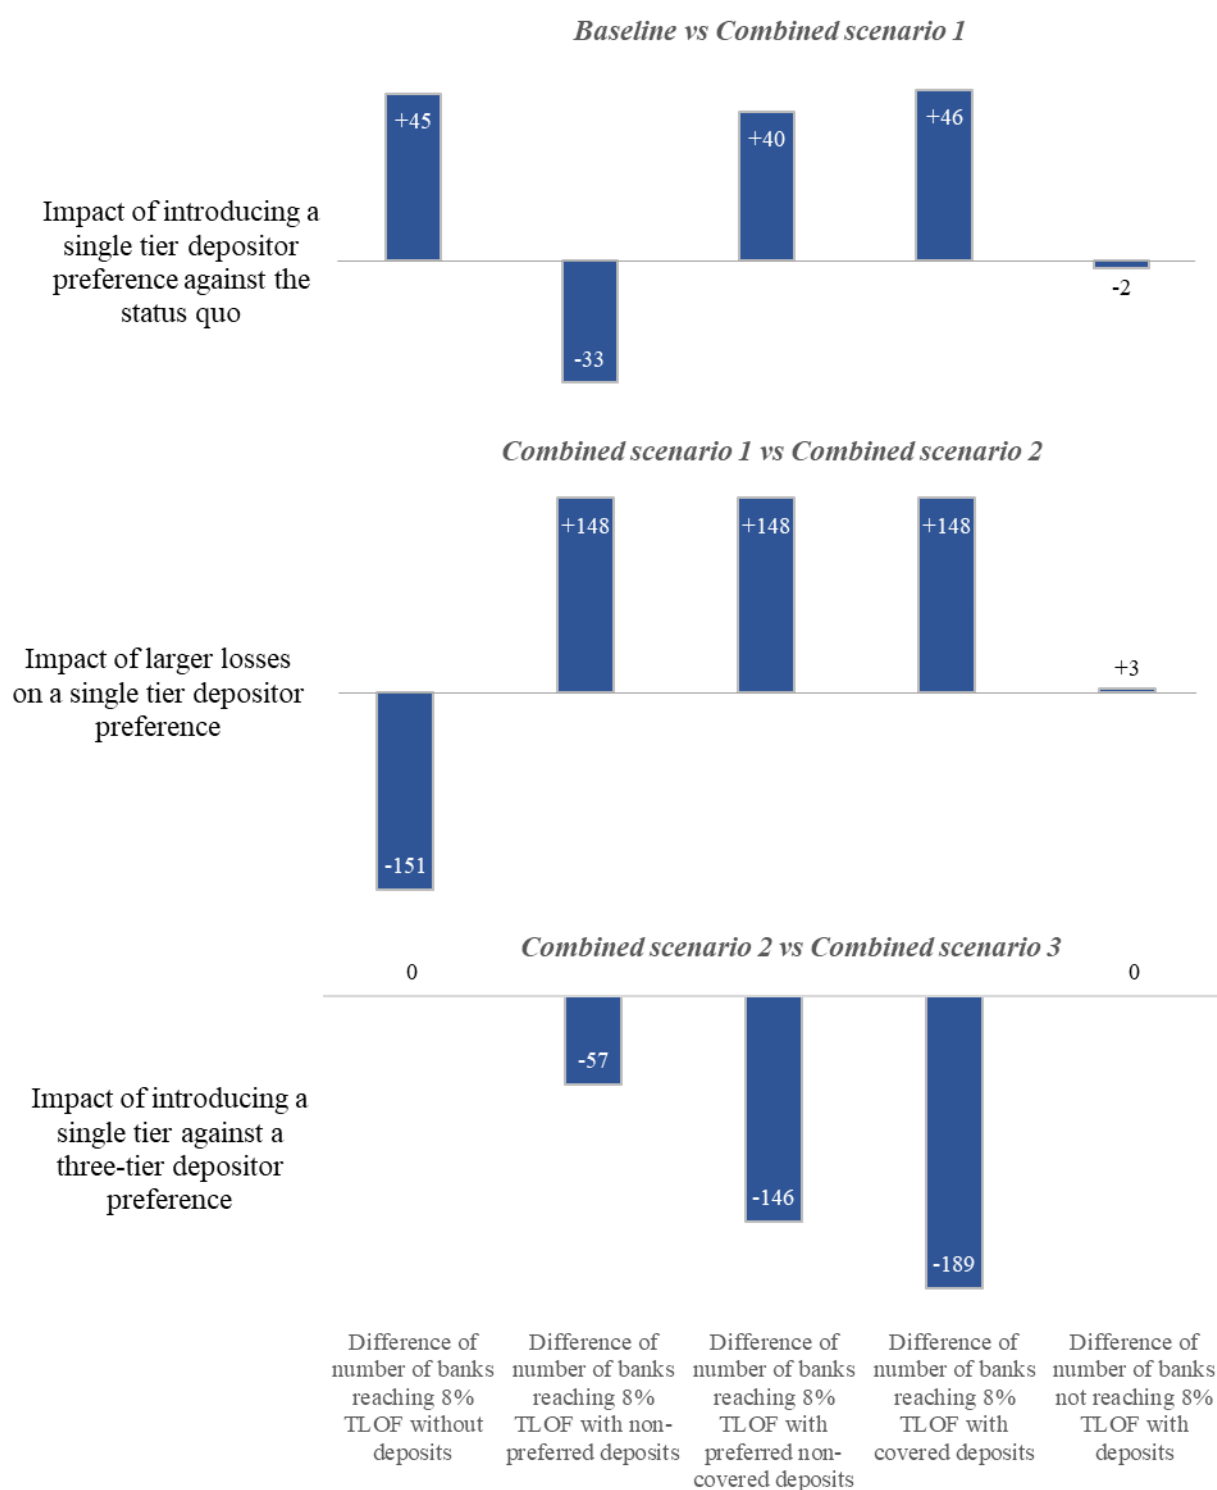 Baseline vs Combined scenario 1
+45
+46
+40
Impact of introducing a
single tier depositor
preference against the
status quo
-2
-33
Combined scenario 1 vs Combined scenario 2
+148
+148
+148
Impact of larger losses
on a single tier depositor
preference
+3
-151
Combined scenario 2 vs Combined scenario 3
0
0
-57
Impact of introducing a
single tier against a
three-tier depositor
preference
-146
-189
Difference of
number of banks
reaching 8%
TLOF without
deposits
Difference of
number of banks
reaching 8%
TLOF with non-
preferred deposits
Difference of
number of banks
reaching 8%
TLOF with
preferred non-
covered deposits
Difference of
number of banks
reaching 8%
TLOF with
covered deposits
Difference of
number of banks
not reaching 8%
TLOF with
deposits